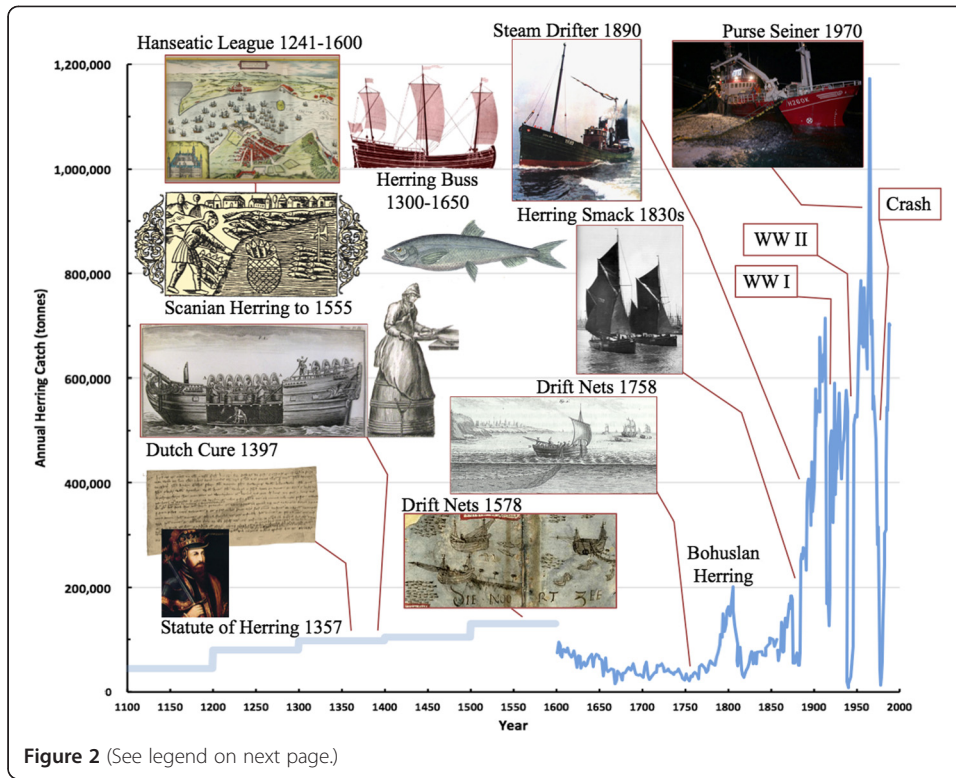 Hanseatic League 1241-1600
Steam Drifter 1890
Purse Seiner 1970
1,200,000
1,000,000
800,000
600,000
400,000
200,000
0
Annual Herring Catch (tonnes)
Herring Buss
1300-1650
H260K
Herring Smack 1830s
Crash
WW II
WW I
Scanian Herring to 1555
Drift Nets 1758
Dutch Cure 1397
Drift Nets 1578
Bohuslan
Herring
Statute of Herring 1357
1100 1150 1200 1250 1300 1350 1400 1450 1500 1550 1600 1650 1700 1750 1800 1850 1900 1950 2000
Year
Figure 2 (See legend on next page.)